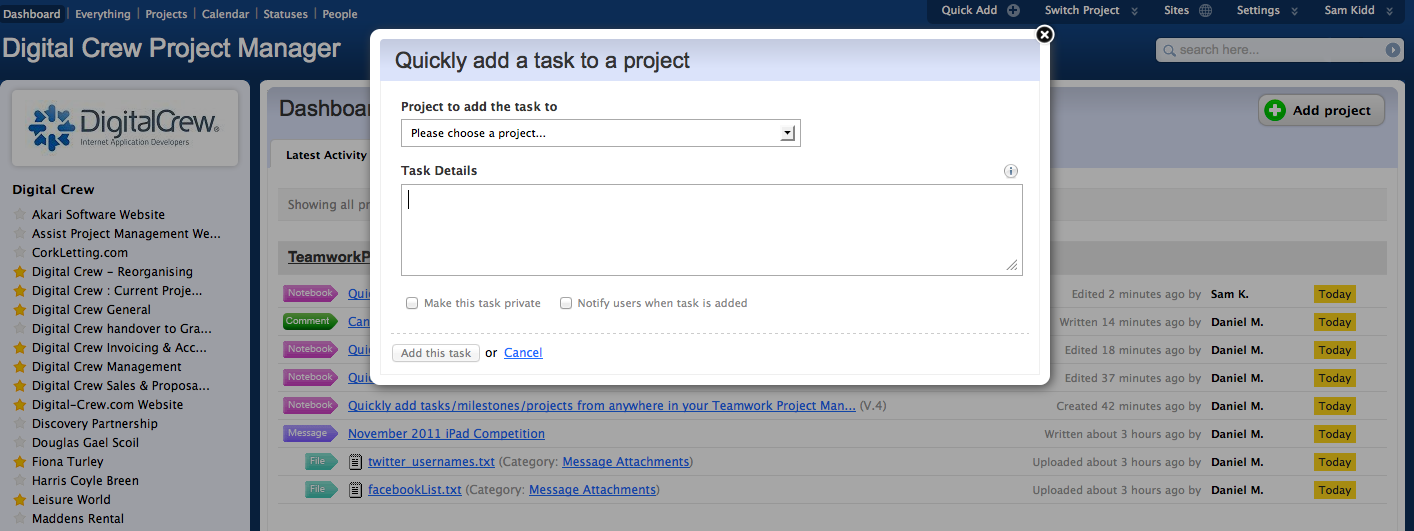 Dashboard | Everything | Projects | Calendar | Statuses | People
Quick Add Switch Project Sites Settings Sam Kidd
Digital Crew Project Manager
search here...
Quickly add a task to a project
Project to add the task to
Please choose a project...
Task Details
Make this task private Notify users when task is added
Add this task or Cancel
DigitalCrew®
Internet Application Developers
Digital Crew
Akari Software Website
Assist Project Management We...
CorkLetting.com
Digital Crew - Reorganising
Digital Crew : Current Proje...
Digital Crew General
Digital Crew handover to Gra...
Digital Crew Invoicing & Acc...
Digital Crew Management
Digital Crew Sales & Proposa...
Digital-Crew.com Website
Discovery Partnership
Douglas Gael Scoil
Fiona Turley
Harris Coyle Breen
Leisure World
Maddens Rental
Dashboar
Add project
Latest Activity
Showing all pr
TeamworkP
Notebook Quic Edited 2 minutes ago by Sam K. Today
Comment Can Written 14 minutes ago by Daniel M. Today
Notebook Quic Edited 18 minutes ago by Daniel M. Today
Notebook Quic Edited 37 minutes ago by Daniel M. Today
Notebook Quickly add tasks/milestones/projects from anywhere in your Teamwork Project Man... (V.4) Created 42 minutes ago by Daniel M. Today
Message November 2011 iPad Competition Written about 3 hours ago by Daniel M. Today
File twitter_usernames.txt (Category: Message Attachments) Uploaded about 3 hours ago by Daniel M. Today
File facebookList.txt (Category: Message Attachments) Uploaded about 3 hours ago by Daniel M. Today